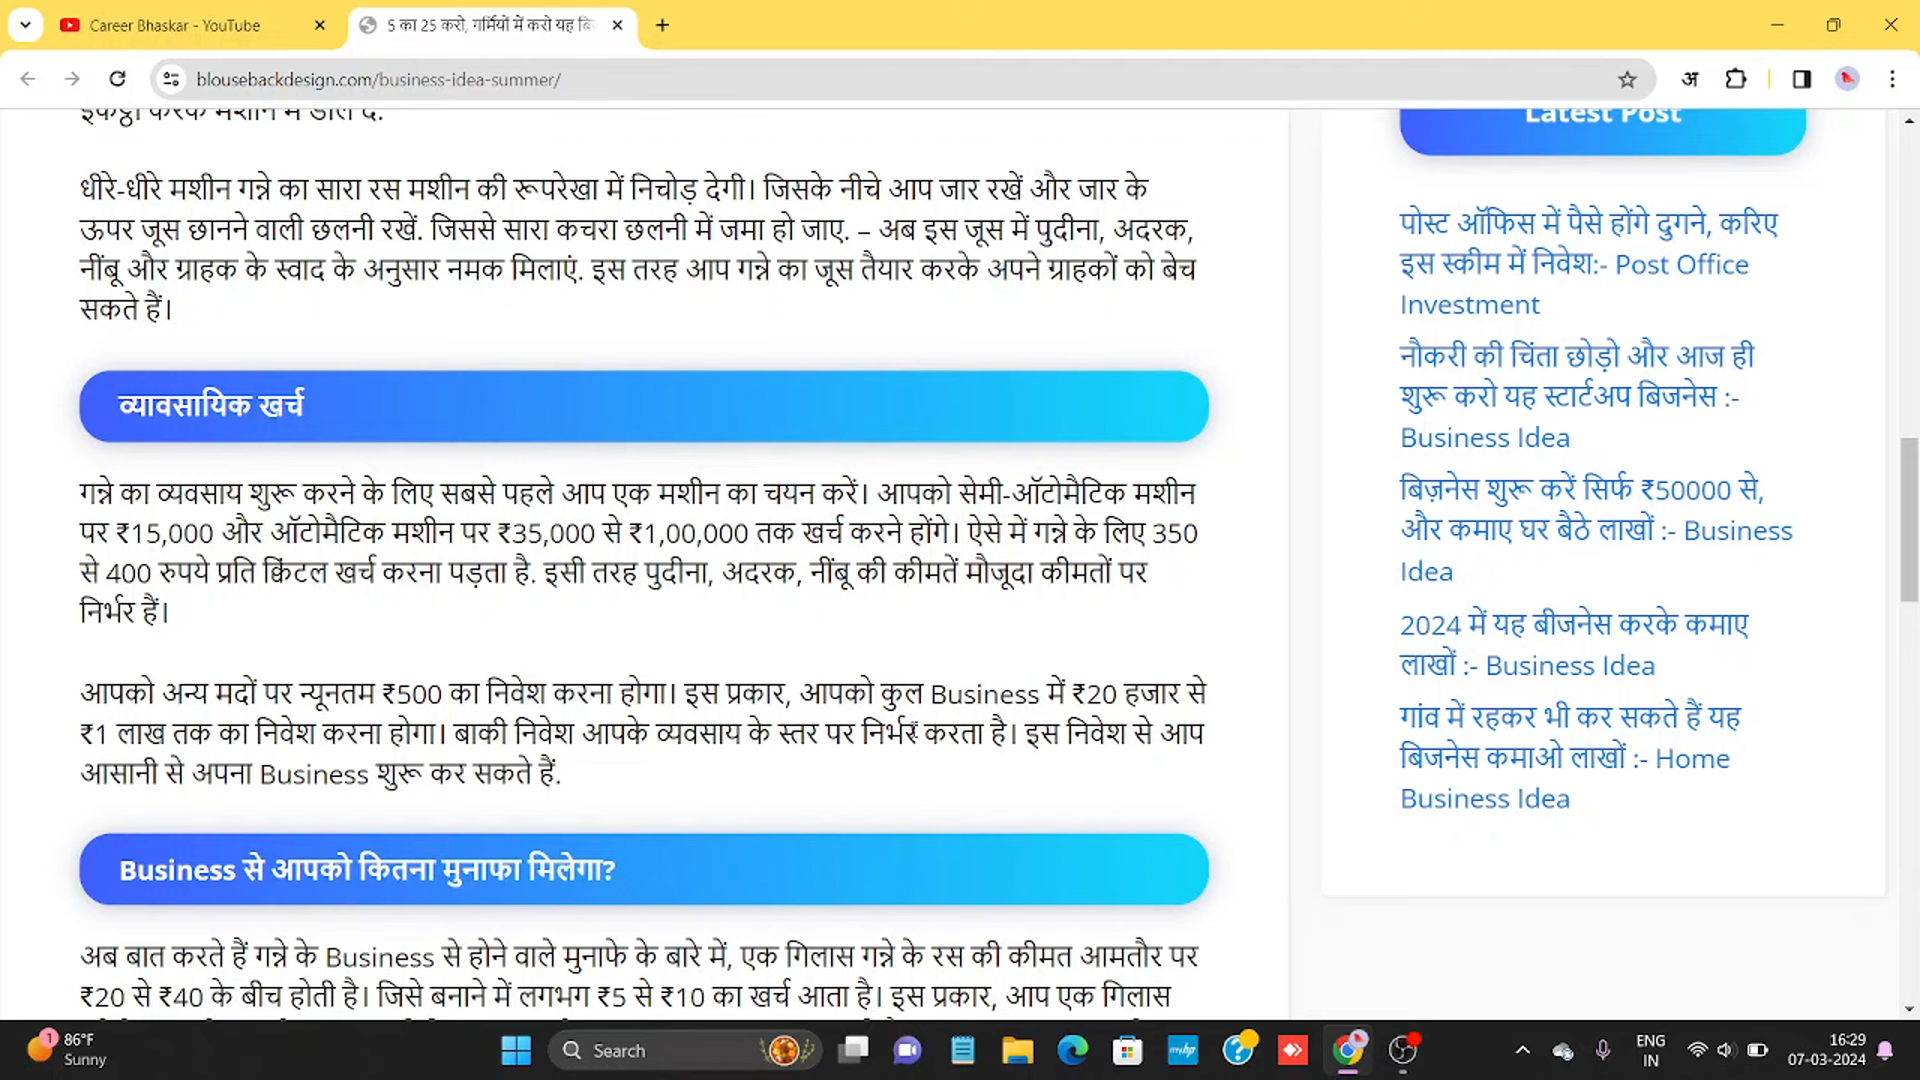 Career Bhaskar - YouTube
5 का 25 करो, गर्मियों में करो यह बि
blousebackdesign.com/business-idea-summer/
इकट्ठा करके मशीन में डाल दें.
धीरे-धीरे मशीन गन्ने का सारा रस मशीन की रूपरेखा में निचोड़ देगी। जिसके नीचे आप जार रखें और जार के
ऊपर जूस छानने वाली छलनी रखें. जिससे सारा कचरा छलनी में जमा हो जाए. – अब इस जूस में पुदीना, अदरक,
नींबू और ग्राहक के स्वाद के अनुसार नमक मिलाएं. इस तरह आप गन्ने का जूस तैयार करके अपने ग्राहकों को बेच
सकते हैं।
व्यावसायिक खर्च
गन्ने का व्यवसाय शुरू करने के लिए सबसे पहले आप एक मशीन का चयन करें। आपको सेमी-ऑटोमैटिक मशीन
पर ₹15,000 और ऑटोमैटिक मशीन पर ₹35,000 से ₹1,00,000 तक खर्च करने होंगे। ऐसे में गन्ने के लिए 350
से 400 रुपये प्रति क्विंटल खर्च करना पड़ता है. इसी तरह पुदीना, अदरक, नींबू की कीमतें मौजूदा कीमतों पर
निर्भर हैं।
आपको अन्य मदों पर न्यूनतम ₹500 का निवेश करना होगा। इस प्रकार, आपको कुल Business में ₹20 हजार से
₹1 लाख तक का निवेश करना होगा। बाकी निवेश आपके व्यवसाय के स्तर पर निर्भर करता है। इस निवेश से आप
आसानी से अपना Business शुरू कर सकते हैं.
Business से आपको कितना मुनाफा मिलेगा?
अब बात करते हैं गन्ने के Business से होने वाले मुनाफे के बारे में, एक गिलास गन्ने के रस की कीमत आमतौर पर
₹20 से ₹40 के बीच होती है। जिसे बनाने में लगभग ₹5 से ₹10 का खर्च आता है। इस प्रकार, आप एक गिलास
Latest Post
पोस्ट ऑफिस में पैसे होंगे दुगने, करिए
इस स्कीम में निवेश:- Post Office
Investment
नौकरी की चिंता छोड़ो और आज ही
शुरू करो यह स्टार्टअप बिजनेस :-
Business Idea
बिज़नेस शुरू करें सिर्फ ₹50000 से,
और कमाए घर बैठे लाखों :- Business
Idea
2024 में यह बीजनेस करके कमाए
लाखों :- Business Idea
गांव में रहकर भी कर सकते हैं यह
बिजनेस कमाओ लाखों :- Home
Business Idea
अ
1
86°F
Sunny
Search
myhp
ENG
IN
16:29
07-03-2024